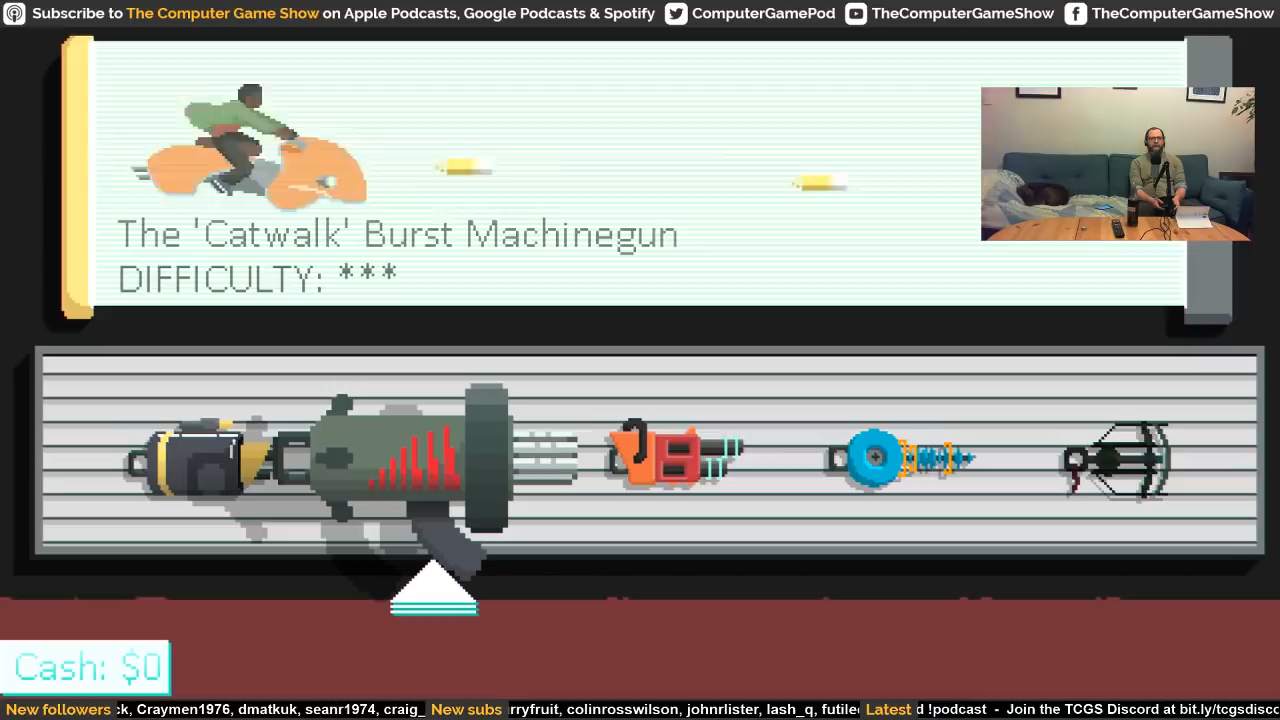 Subscribe to The Computer Game Show on Apple Podcasts, Google Podcasts & Spotify ComputerGamePod TheComputerGameShow TheComputerGameShow
The 'Catwalk' Burst Machinegun
DIFFICULTY: ***
Cash: $0
New followers ck, Craymen1976, dmatkuk, seanr1974, craig_ New subs rryfruit, colinrosswilson, johnrlister, lash_q, futile Latest d !podcast - Join the TCGS Discord at bit.ly/tcgsdisco